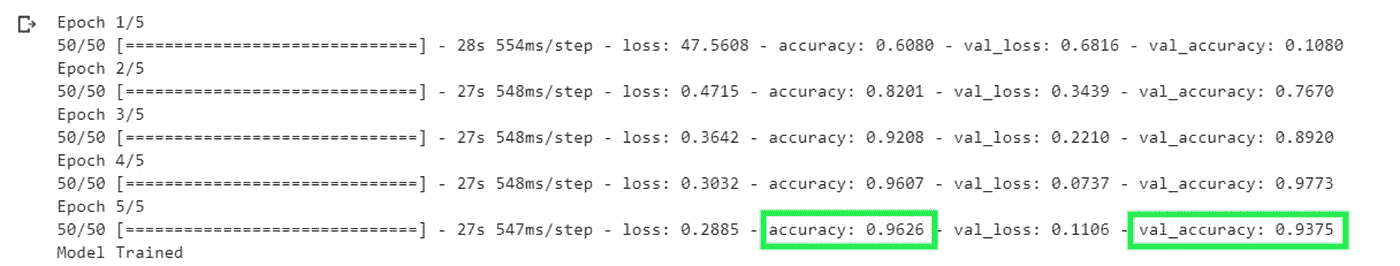 Epoch 1/5
50/50 [==============================] - 28s 554ms/step - loss: 47.5608 - accuracy: 0.6080 - val_loss: 0.6816 - val_accuracy: 0.1080
Epoch 2/5
50/50 [==============================] - 27s 548ms/step - loss: 0.4715 - accuracy: 0.8201 - val_loss: 0.3439 - val_accuracy: 0.7670
Epoch 3/5
50/50 [==============================] - 27s 548ms/step - loss: 0.3642 - accuracy: 0.9208 - val_loss: 0.2210 - val_accuracy: 0.8920
Epoch 4/5
50/50 [==============================] - 27s 548ms/step - loss: 0.3032 - accuracy: 0.9607 - val_loss: 0.0737 - val_accuracy: 0.9773
Epoch 5/5
50/50 [==============================] - 27s 547ms/step - loss: 0.2885 - accuracy: 0.9626 - val_loss: 0.1106 - val_accuracy: 0.9375
Model Trained